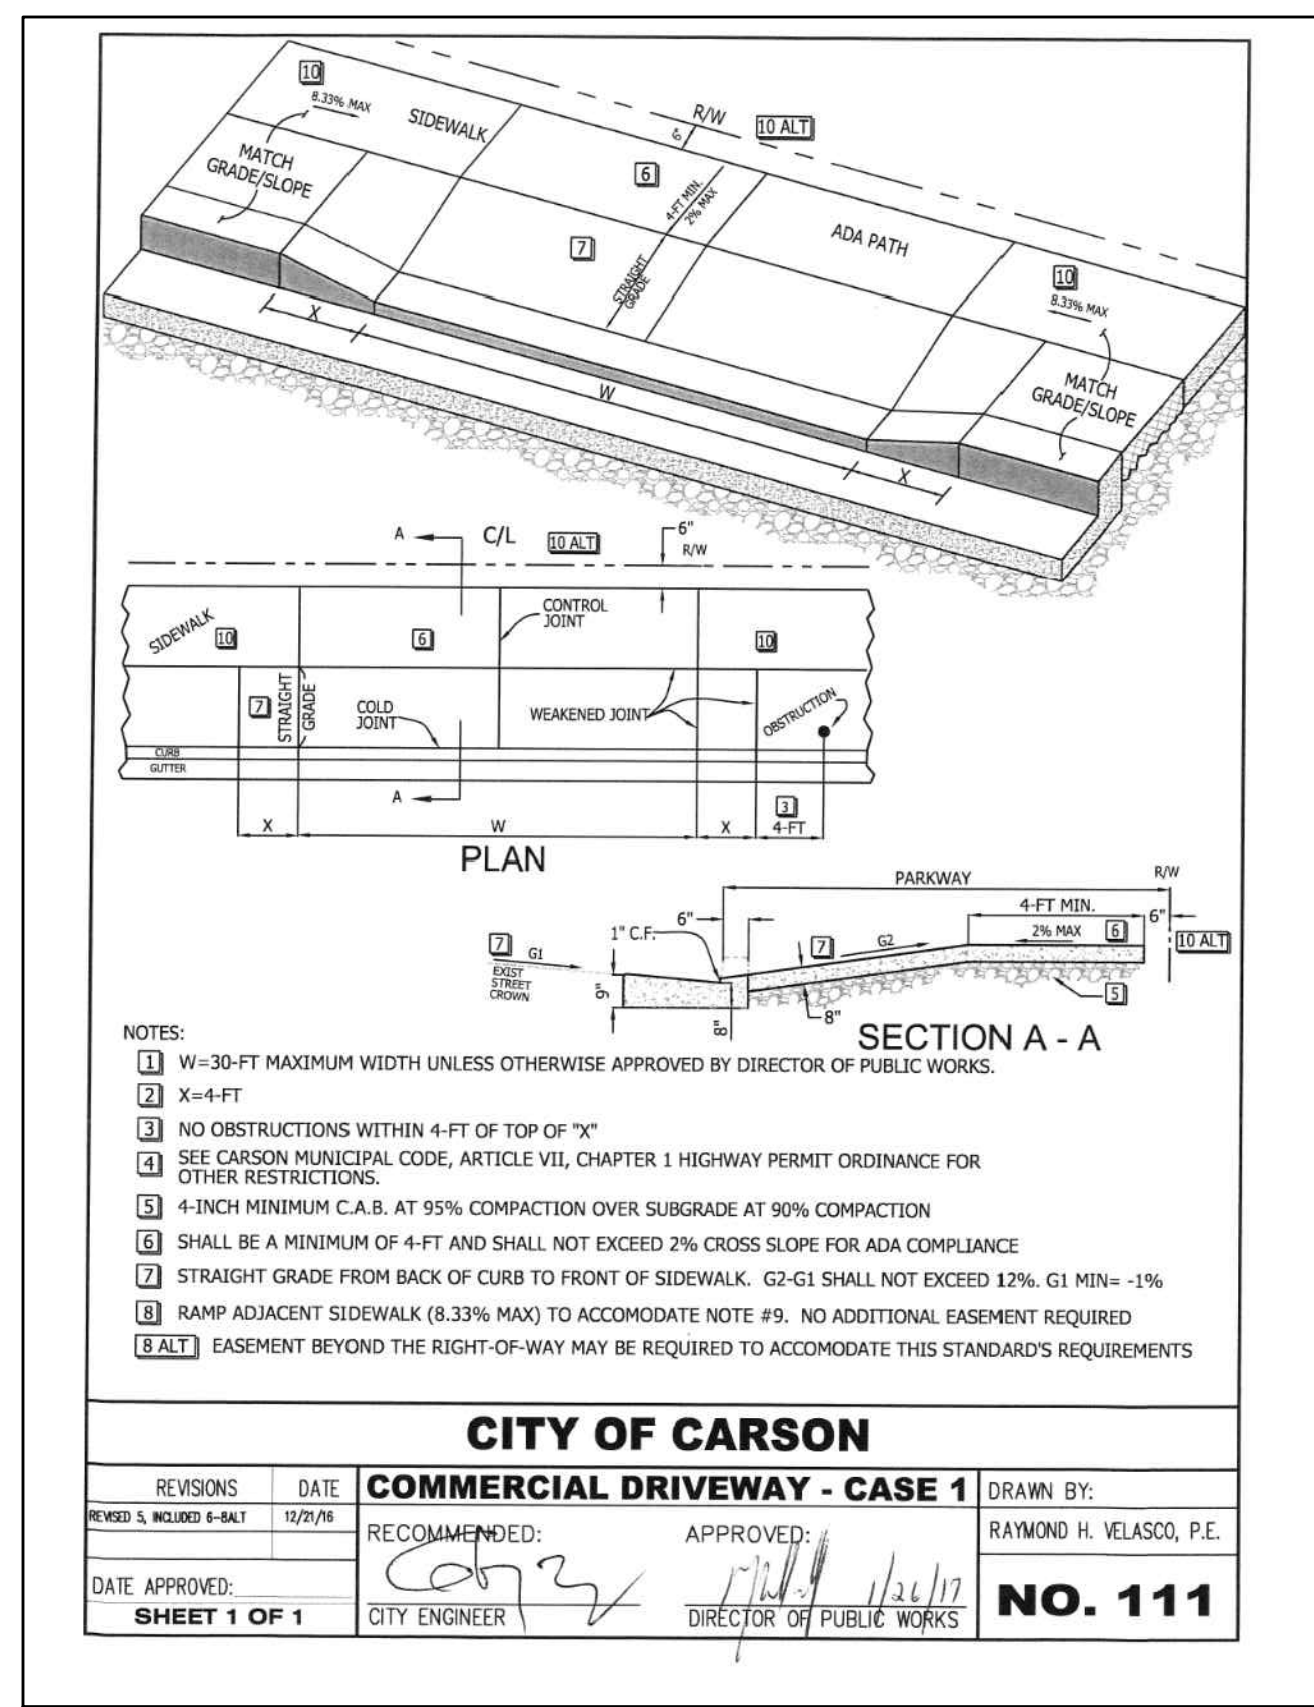 10
8.33% MAX
SIDEWALK
R/W
10 ALT
6"
MATCH
GRADE/SLOPE
6
4-FT MIN.
2% MAX
7
STRAIGHT
GRADE
ADA PATH
10
8.33% MAX
MATCH
GRADE/SLOPE
X
W
X
A
C/L
10 ALT
6"
R/W
SIDEWALK
10
6
CONTROL
JOINT
10
7
STRAIGHT
GRADE
COLD
JOINT
WEAKENED JOINT
OBSTRUCTION
CURB
GUTTER
A
3
X
W
X
4-FT
PLAN
PARKWAY
R/W
4-FT MIN.
6"
6"
1" C.F.
2% MAX
6
10 ALT
7
G1
EXIST
STREET
CROWN
7
G2
9"
8"
8"
5
SECTION A - A
NOTES:
1 W=30-FT MAXIMUM WIDTH UNLESS OTHERWISE APPROVED BY DIRECTOR OF PUBLIC WORKS.
2 X=4-FT
3 NO OBSTRUCTIONS WITHIN 4-FT OF TOP OF "X"
4 SEE CARSON MUNICIPAL CODE, ARTICLE VII, CHAPTER 1 HIGHWAY PERMIT ORDINANCE FOR
OTHER RESTRICTIONS.
5 4-INCH MINIMUM C.A.B. AT 95% COMPACTION OVER SUBGRADE AT 90% COMPACTION
6 SHALL BE A MINIMUM OF 4-FT AND SHALL NOT EXCEED 2% CROSS SLOPE FOR ADA COMPLIANCE
7 STRAIGHT GRADE FROM BACK OF CURB TO FRONT OF SIDEWALK. G2-G1 SHALL NOT EXCEED 12%. G1 MIN= -1%
8 RAMP ADJACENT SIDEWALK (8.33% MAX) TO ACCOMODATE NOTE #9. NO ADDITIONAL EASEMENT REQUIRED
8 ALT EASEMENT BEYOND THE RIGHT-OF-WAY MAY BE REQUIRED TO ACCOMODATE THIS STANDARD'S REQUIREMENTS
CITY OF CARSON
REVISIONS DATE
REVISED 5, INCLUDED 6-8ALT 12/21/16
DATE APPROVED:
SHEET 1 OF 1
COMMERCIAL DRIVEWAY - CASE 1
RECOMMENDED:
CITY ENGINEER
APPROVED:
1/26/17
DIRECTOR OF PUBLIC WORKS
DRAWN BY:
RAYMOND H. VELASCO, P.E.
NO. 111